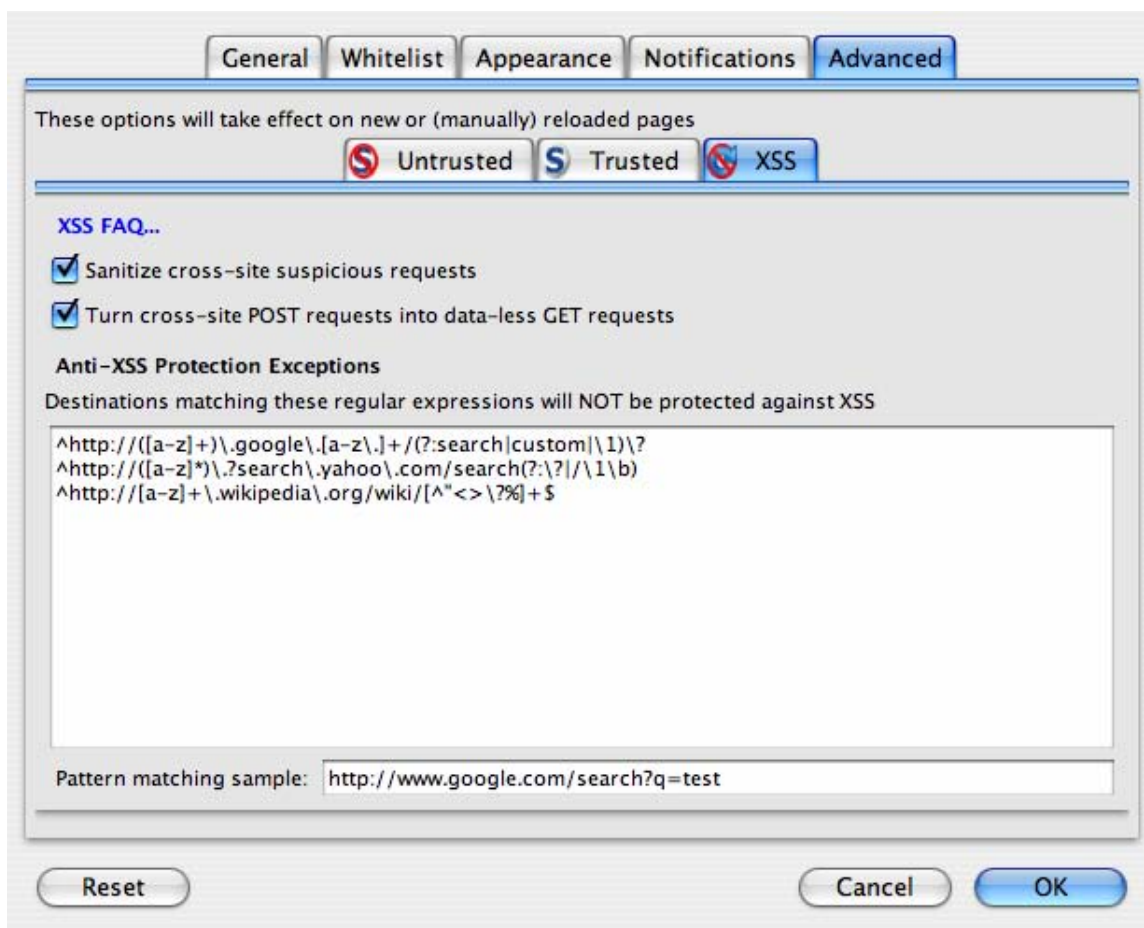 General Whitelist Appearance Notifications Advanced
These options will take effect on new or (manually) reloaded pages
Untrusted Trusted XSS
XSS FAQ...
Sanitize cross-site suspicious requests
Turn cross-site POST requests into data-less GET requests
Anti-XSS Protection Exceptions
Destinations matching these regular expressions will NOT be protected against XSS
^http://([a-z]+)\.google\.[a-z\.]+/(?:search|custom|\1)\?
^http://([a-z]*)\.?search\.yahoo\.com/search(?:\?|/\1\b)
^http://[a-z]+\.wikipedia\.org/wiki/[^"<>\?%]+$
Pattern matching sample: http://www.google.com/search?q=test
Reset Cancel OK